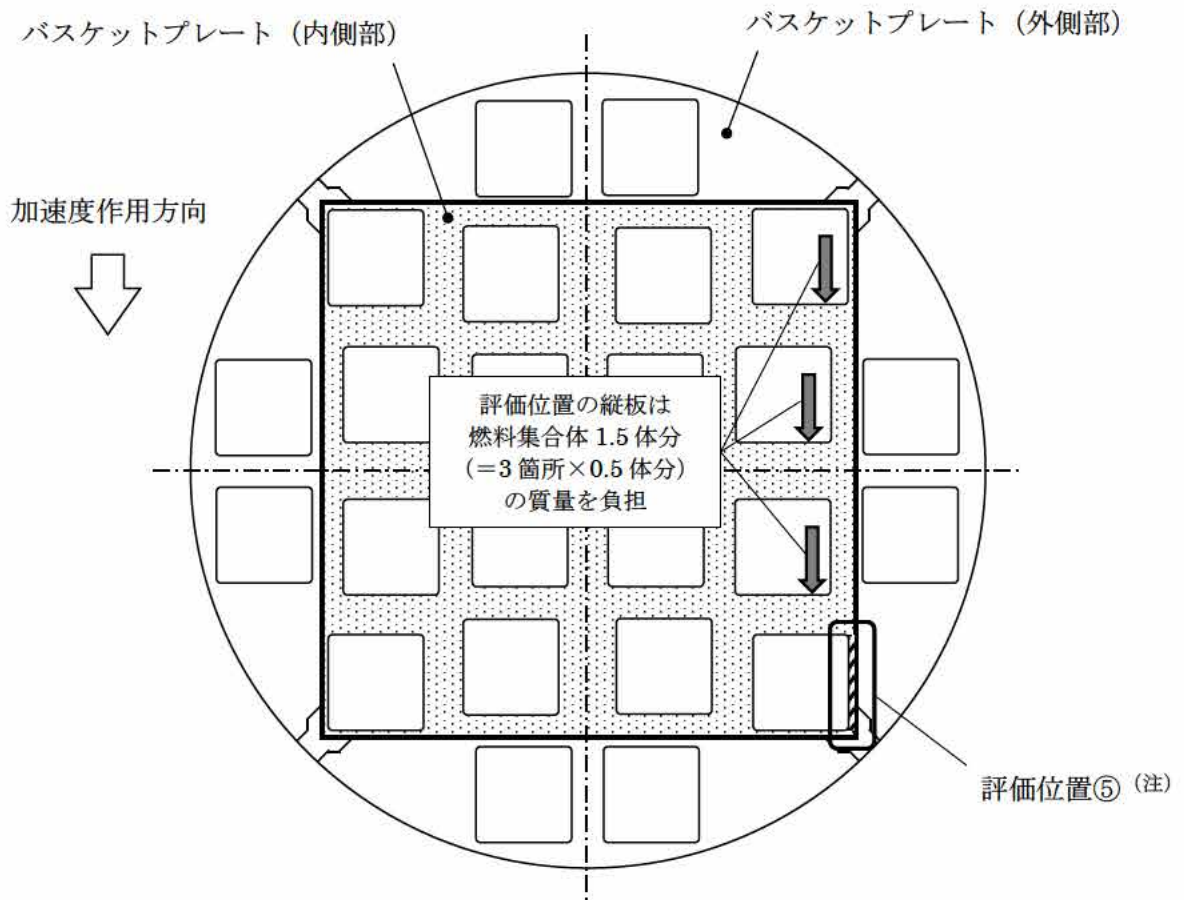 バスケットプレート（内側部）
バスケットプレート（外側部）
加速度作用方向
評価位置の縦板は
燃料集合体 1.5 体分
（＝3 箇所×0.5 体分）
の質量を負担
評価位置⑤（注）